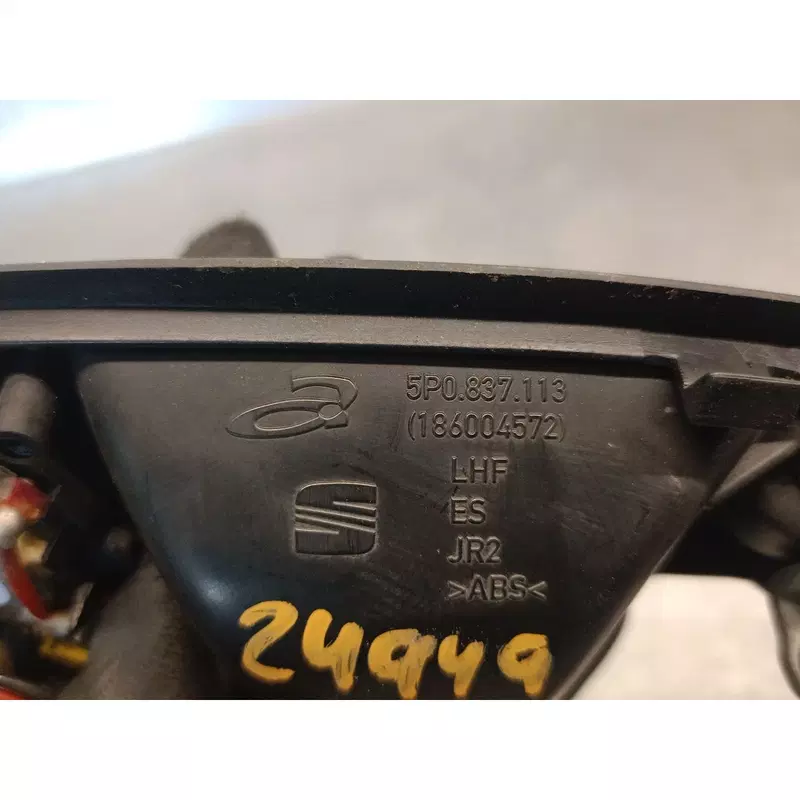 5P0.837.113
(186004572)
LHF
ES
JR2
>ABS<
24949